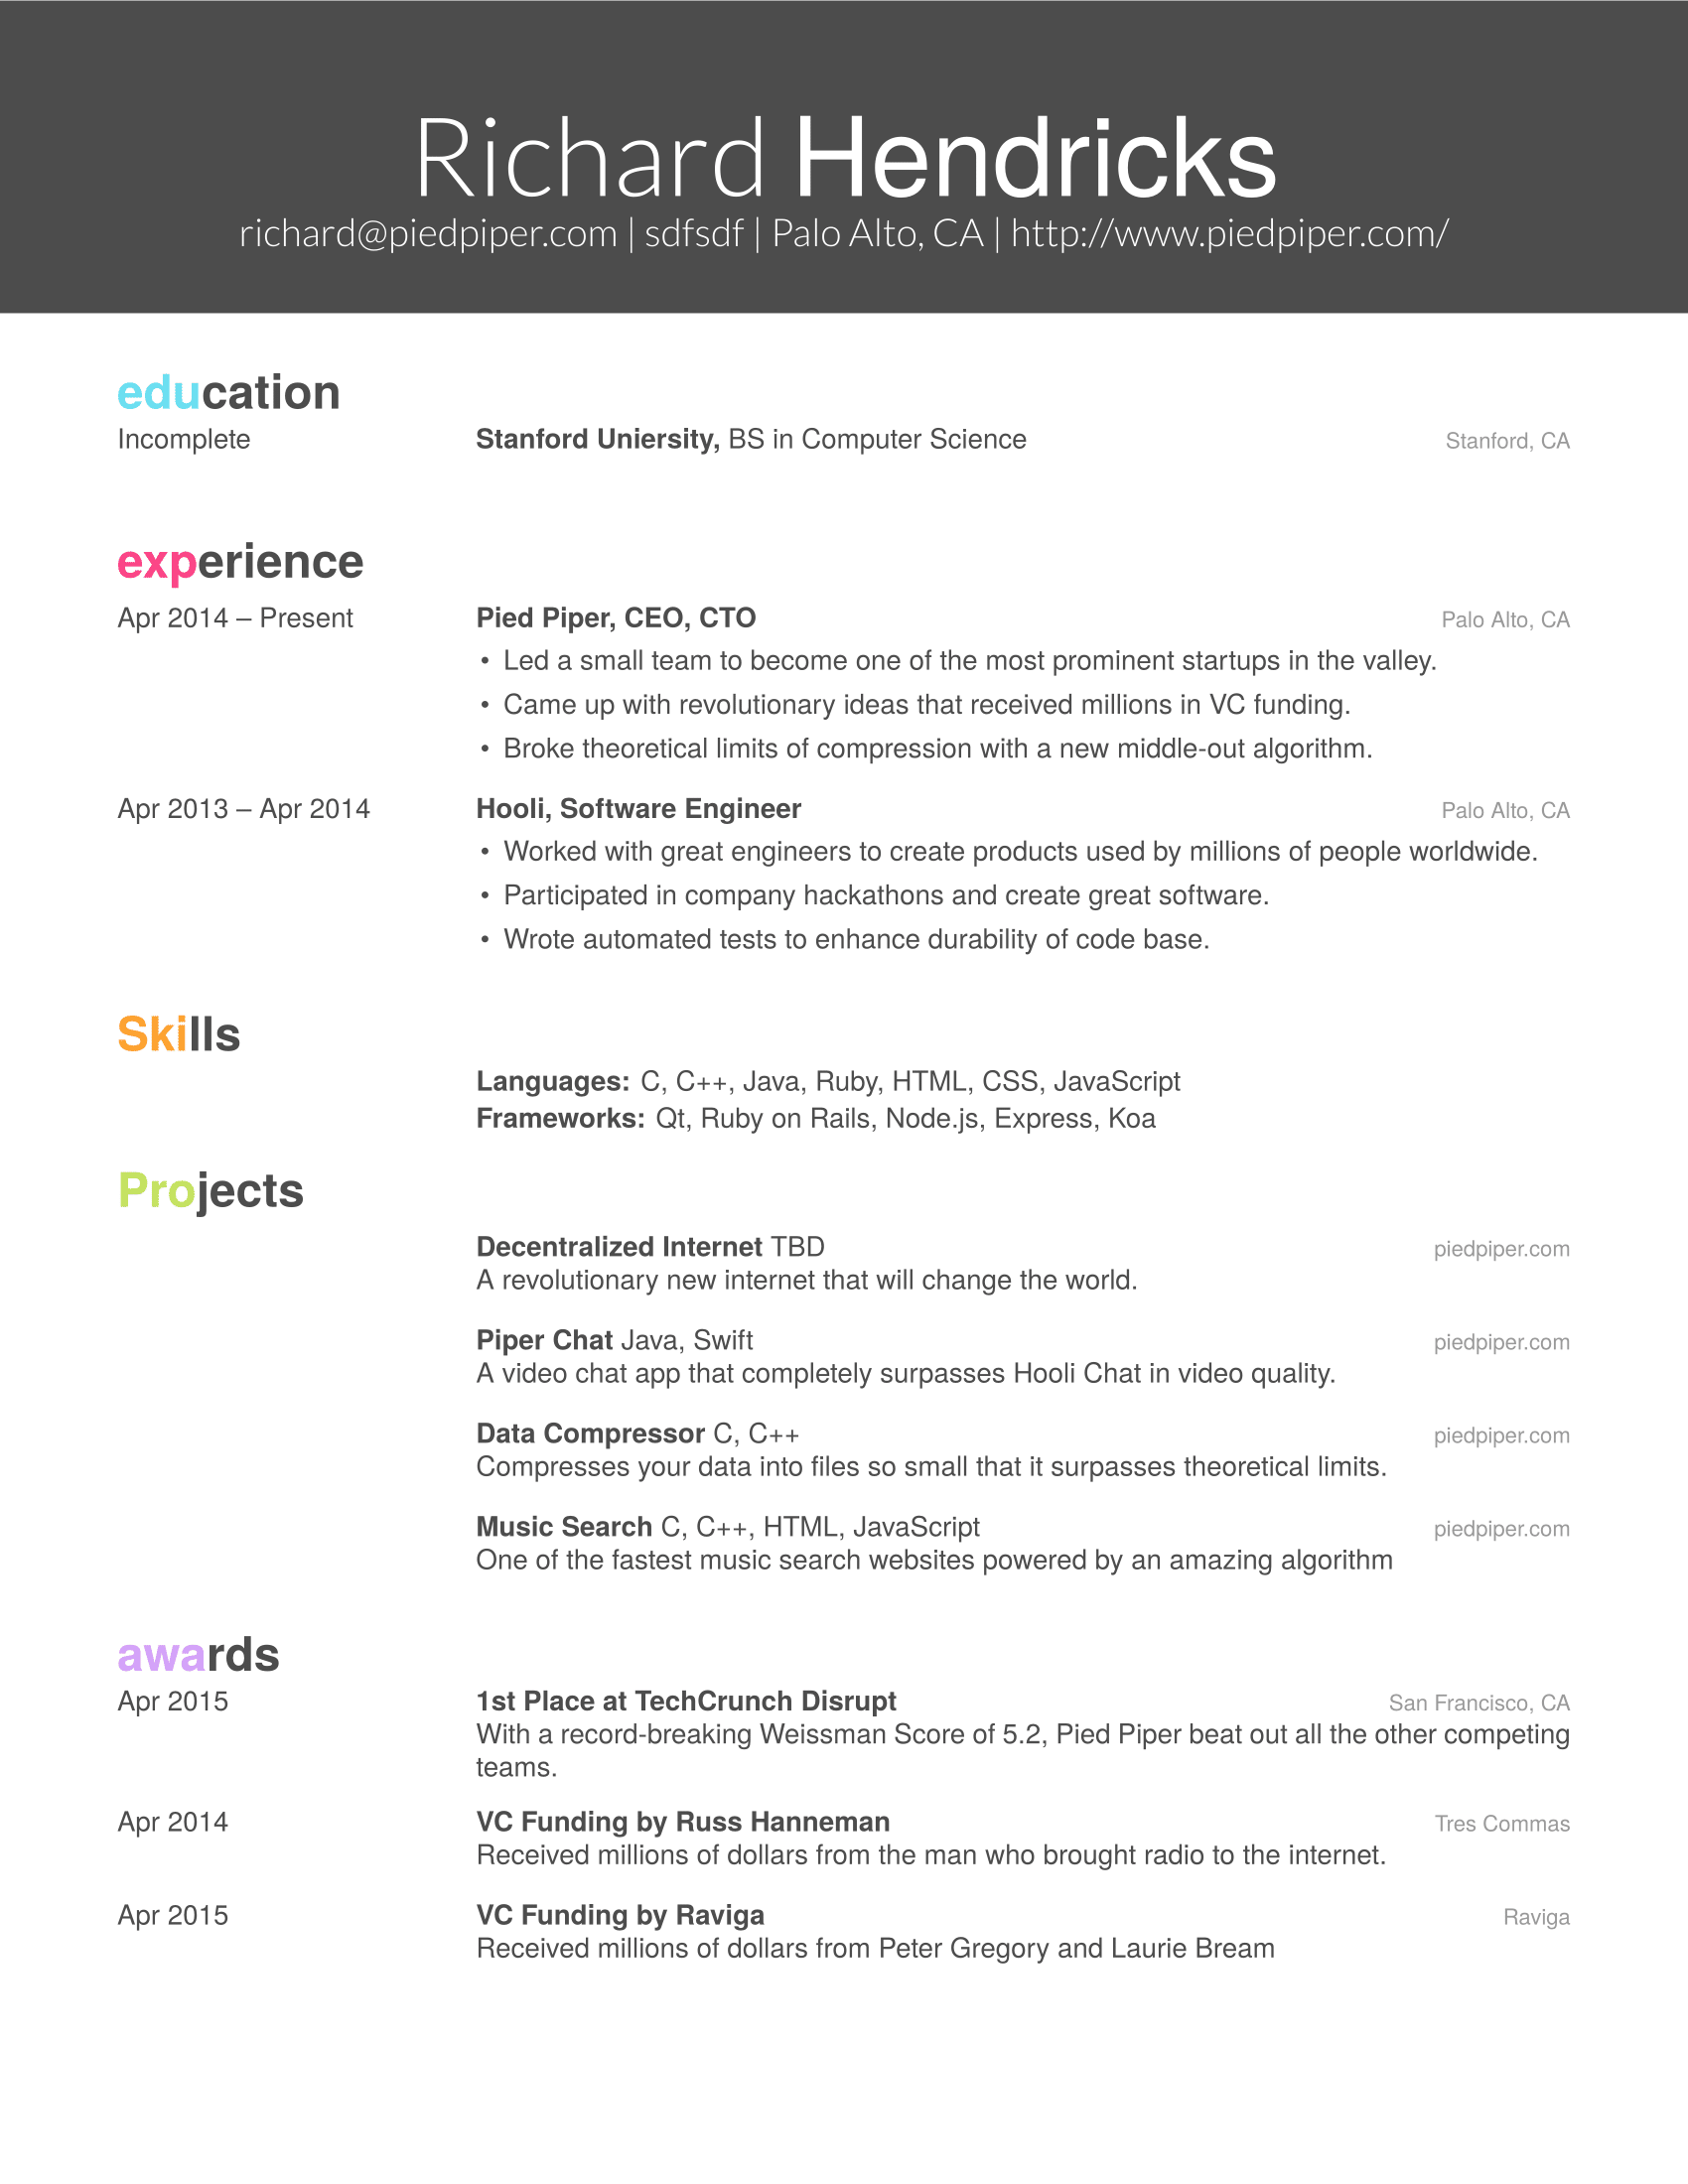 Richard Hendricks
richard@piedpiper.com | sdfsdf | Palo Alto, CA | http://www.piedpiper.com/
education
Incomplete Stanford Uniersity, BS in Computer Science Stanford, CA
experience
Apr 2014 – Present Pied Piper, CEO, CTO Palo Alto, CA
• Led a small team to become one of the most prominent startups in the valley.
• Came up with revolutionary ideas that received millions in VC funding.
• Broke theoretical limits of compression with a new middle-out algorithm.
Apr 2013 – Apr 2014 Hooli, Software Engineer Palo Alto, CA
• Worked with great engineers to create products used by millions of people worldwide.
• Participated in company hackathons and create great software.
• Wrote automated tests to enhance durability of code base.
Skills
Languages: C, C++, Java, Ruby, HTML, CSS, JavaScript
Frameworks: Qt, Ruby on Rails, Node.js, Express, Koa
Projects
Decentralized Internet TBD piedpiper.com
A revolutionary new internet that will change the world.
Piper Chat Java, Swift piedpiper.com
A video chat app that completely surpasses Hooli Chat in video quality.
Data Compressor C, C++ piedpiper.com
Compresses your data into files so small that it surpasses theoretical limits.
Music Search C, C++, HTML, JavaScript piedpiper.com
One of the fastest music search websites powered by an amazing algorithm
awards
Apr 2015 1st Place at TechCrunch Disrupt San Francisco, CA
With a record-breaking Weissman Score of 5.2, Pied Piper beat out all the other competing
teams.
Apr 2014 VC Funding by Russ Hanneman Tres Commas
Received millions of dollars from the man who brought radio to the internet.
Apr 2015 VC Funding by Raviga Raviga
Received millions of dollars from Peter Gregory and Laurie Bream